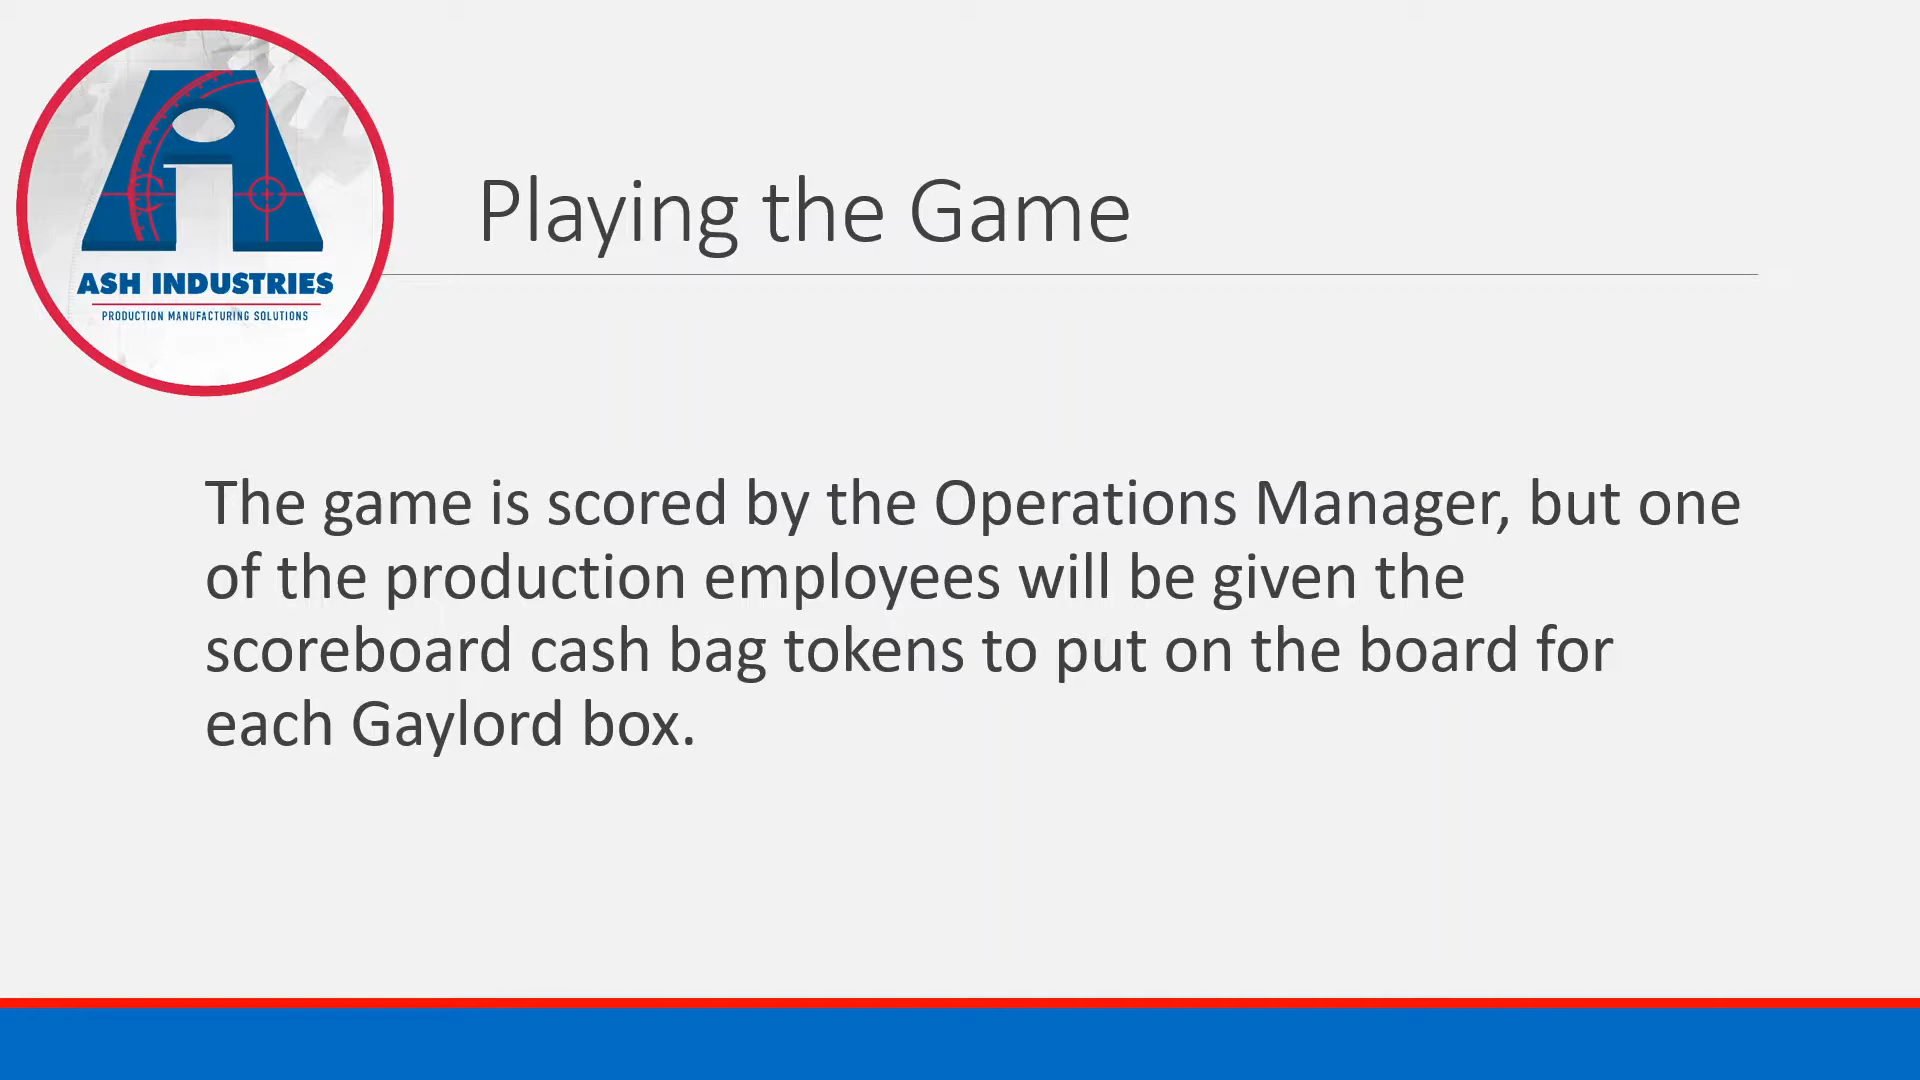 ASH INDUSTRIES
PRODUCTION MANUFACTURING SOLUTIONS
Playing the Game
The game is scored by the Operations Manager, but one
of the production employees will be given the
scoreboard cash bag tokens to put on the board for
each Gaylord box.